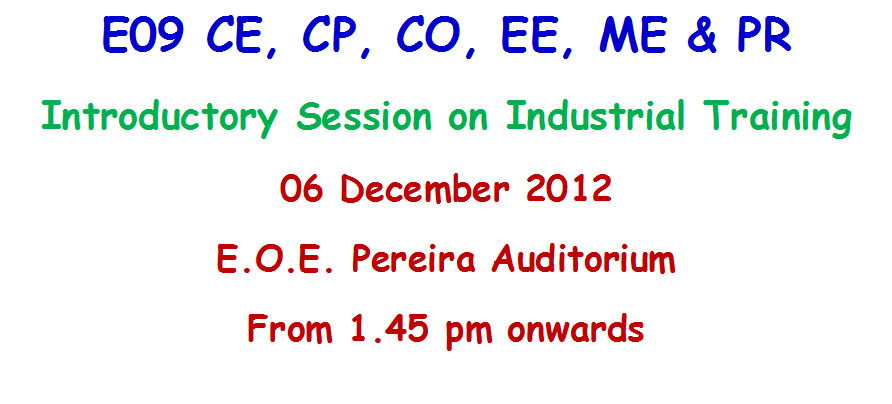 E09 CE, CP, CO, EE, ME & PR
Introductory Session on Industrial Training
06 December 2012
E.O.E. Pereira Auditorium
From 1.45 pm onwards